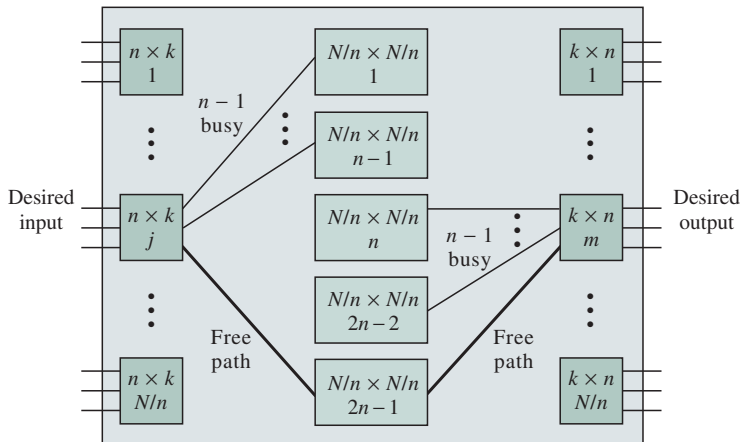 n × k
1
N/n × N/n
1
k × n
1
n − 1
busy
N/n × N/n
n−1
Desired
input
n × k
j
N/n × N/n
n
n−1
busy
k × n
m
Desired
output
N/n × N/n
2n−2
Free
path
Free
path
n × k
N/n
N/n × N/n
2n−1
k × n
N/n